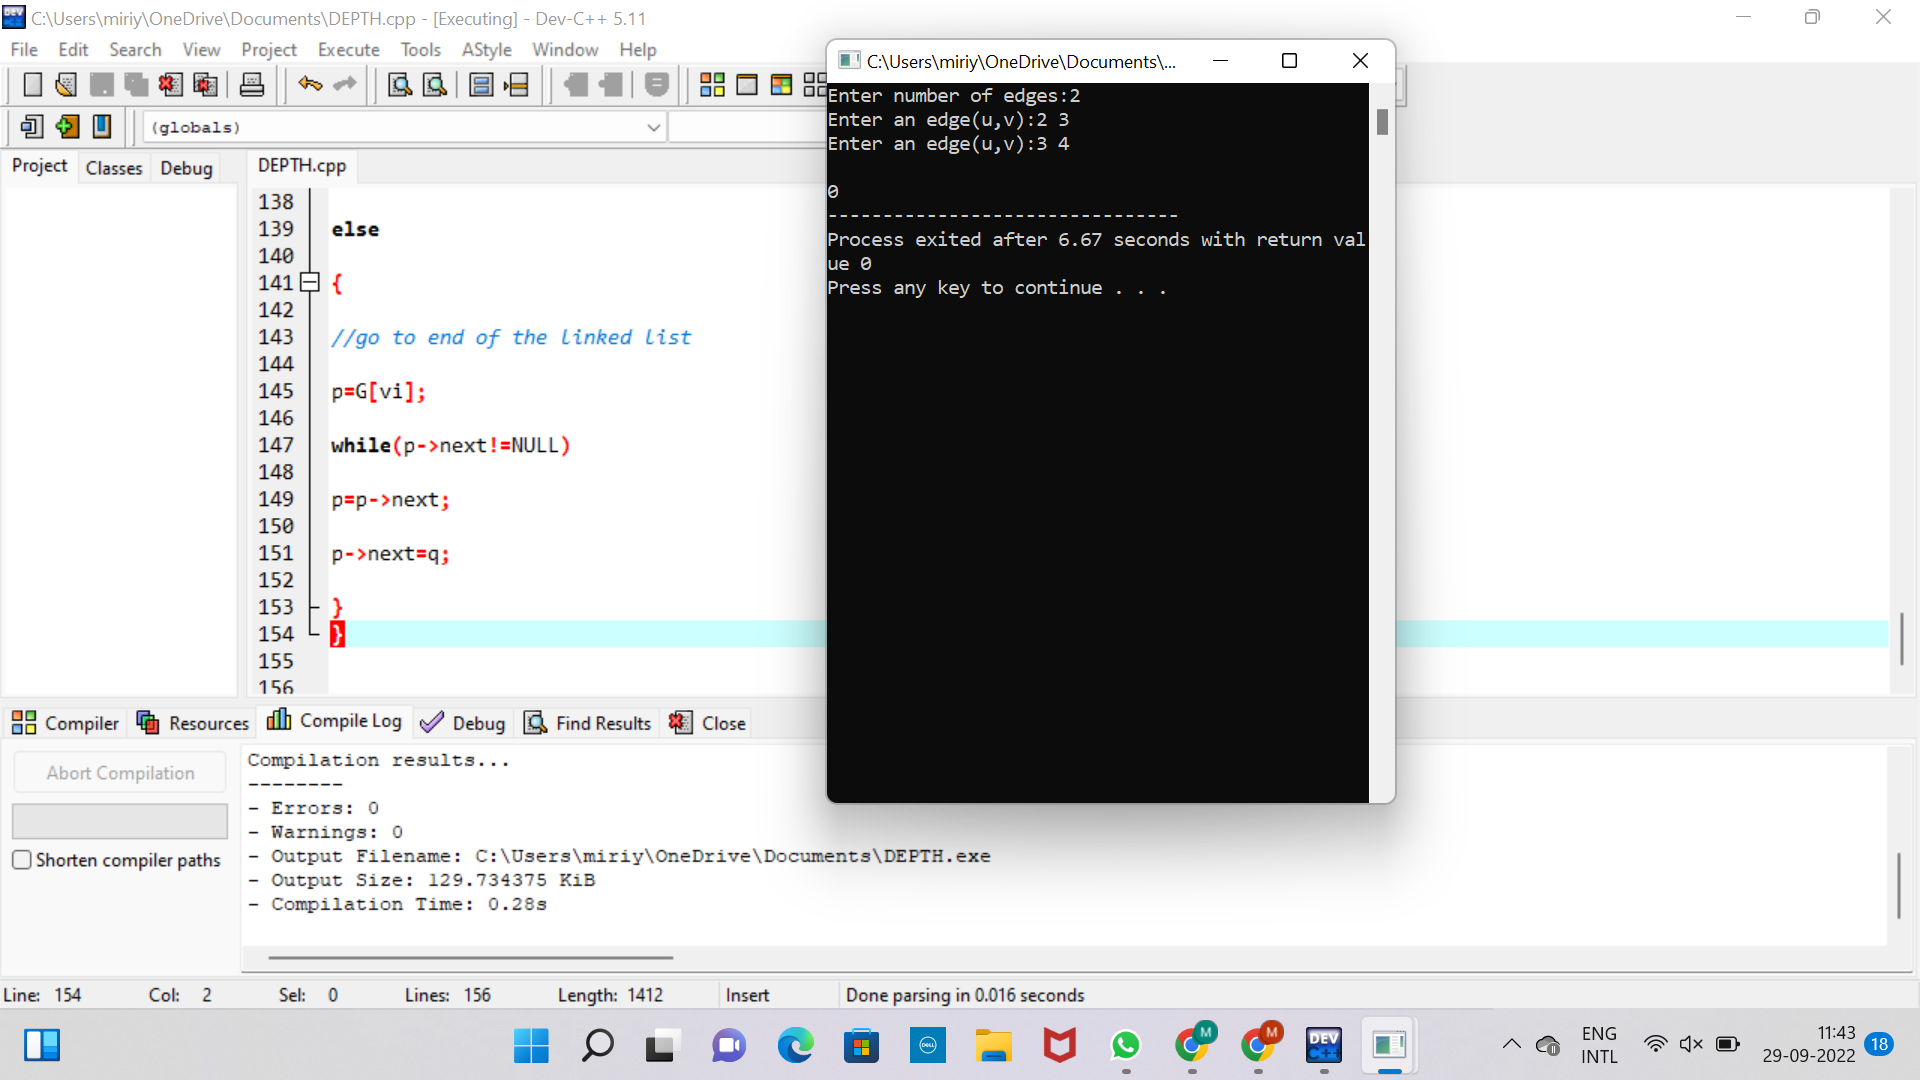 C:\Users\miriy\OneDrive\Documents\DEPTH.cpp - [Executing] - Dev-C++ 5.11
File Edit Search View Project Execute Tools AStyle Window Help
(globals)
Project Classes Debug
DEPTH.cpp
138
139 else
140
141 {
142
143 //go to end of the linked list
144
145 p=G[vi];
146
147 while(p->next!=NULL)
148
149 p=p->next;
150
151 p->next=q;
152
153 }
154 }
155
156
C:\Users\miriy\OneDrive\Documents\...
Enter number of edges:2
Enter an edge(u,v):2 3
Enter an edge(u,v):3 4
0
--------------------------------
Process exited after 6.67 seconds with return val
ue 0
Press any key to continue . . .
Compiler Resources Compile Log Debug Find Results Close
Abort Compilation
Shorten compiler paths
Compilation results...
--------
- Errors: 0
- Warnings: 0
- Output Filename: C:\Users\miriy\OneDrive\Documents\DEPTH.exe
- Output Size: 129.734375 KiB
- Compilation Time: 0.28s
Line: 154 Col: 2 Sel: 0 Lines: 156 Length: 1412 Insert Done parsing in 0.016 seconds
DELL
M
M
DEV
C++
ENG
INTL
11:43
29-09-2022
18